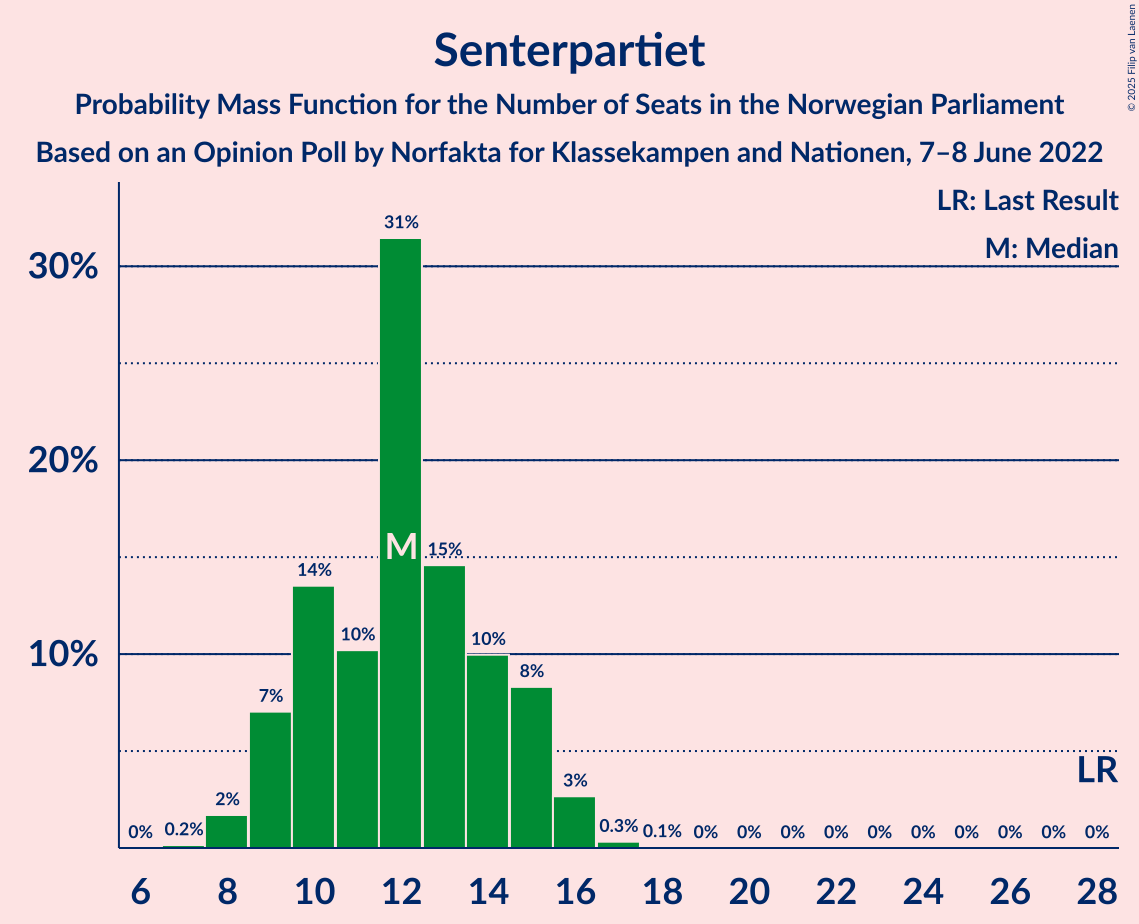 Senterpartiet
Probability Mass Function for the Number of Seats in the Norwegian Parliament
Based on an Opinion Poll by Norfakta for Klassekampen and Nationen, 7–8 June 2022
© 2025 Filip van Laenen
LR: Last Result
M: Median
30%
20%
10%
0% 0.2% 2% 7% 14% 10% 31% 15% 10% 8% 3% 0.3% 0.1% 0% 0% 0% 0% 0% 0% 0% 0% 0% 0%
M
LR
6 8 10 12 14 16 18 20 22 24 26 28